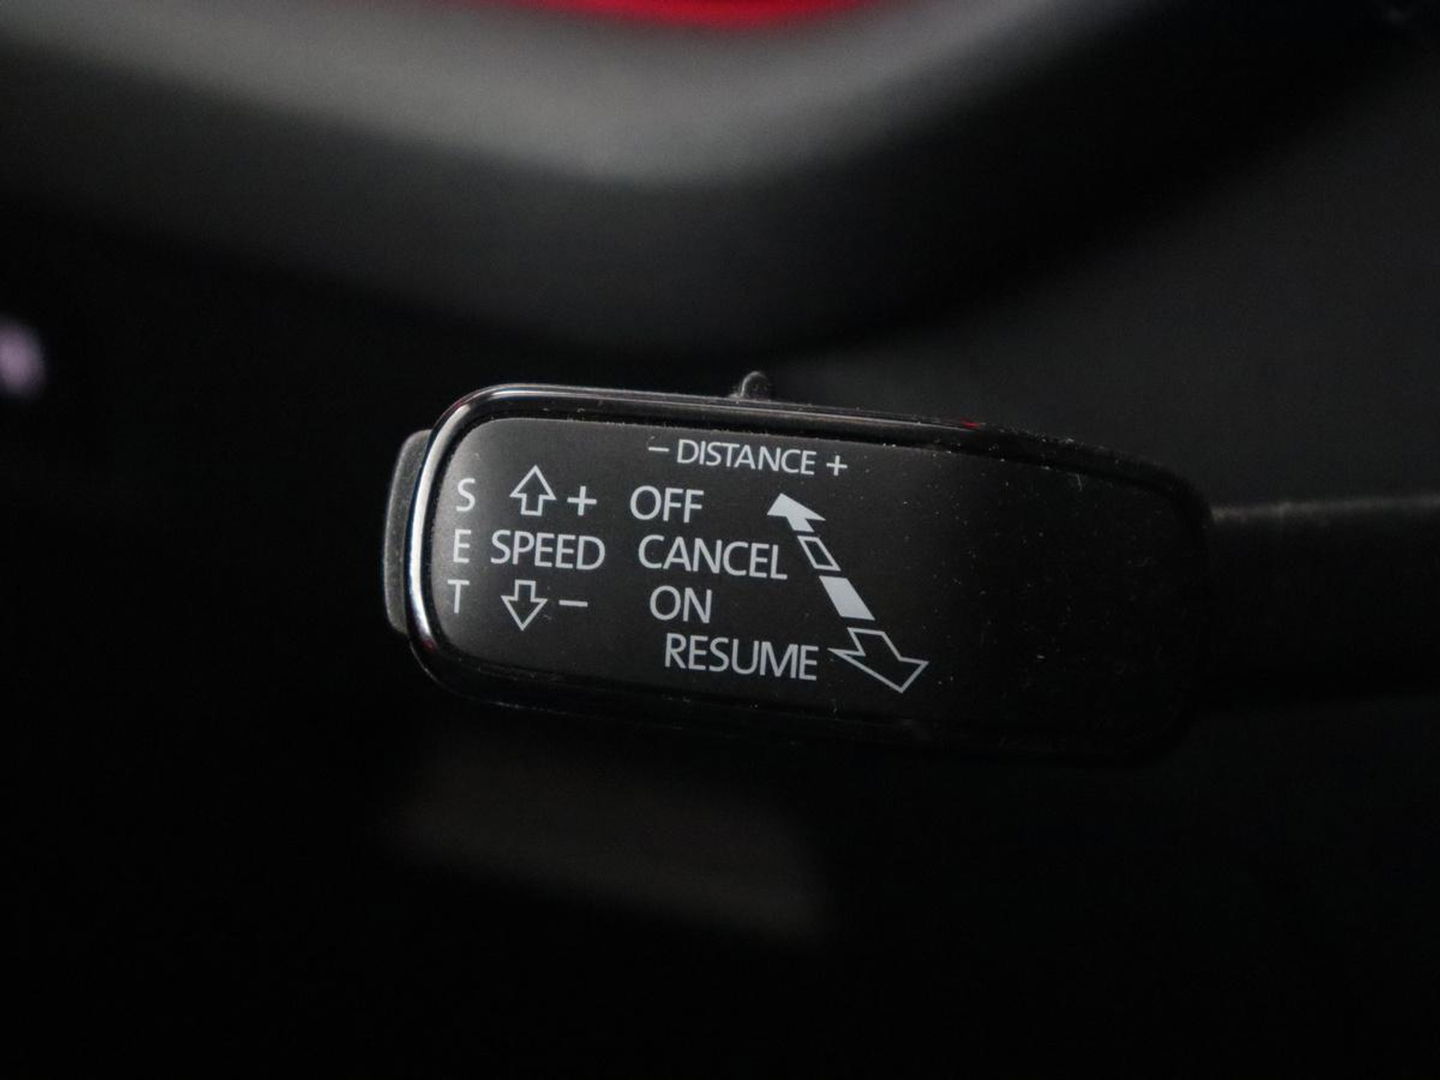 – DISTANCE +
S + OFF
E SPEED CANCEL
T – ON
RESUME